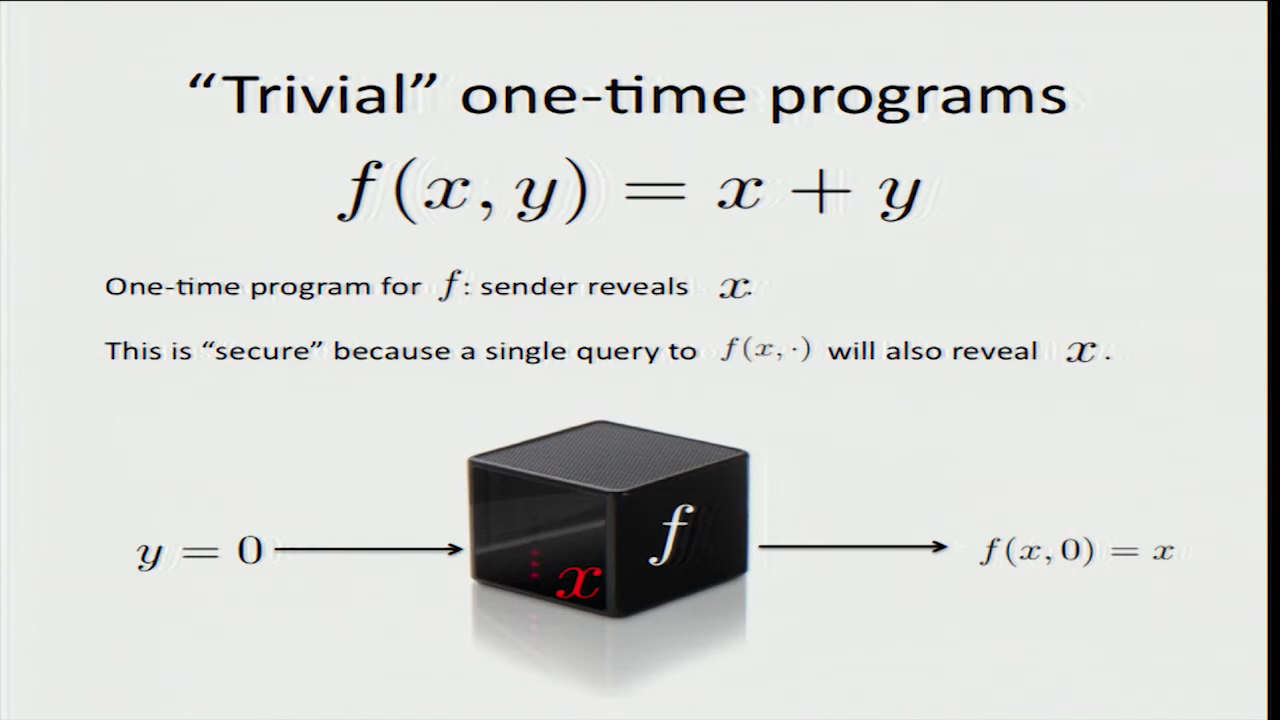 “Trivial” one-time programs
f(x, y) = x + y
One-time program for f: sender reveals x.
This is “secure” because a single query to f(x, ·) will also reveal x.
y = 0
f
x
f(x, 0) = x